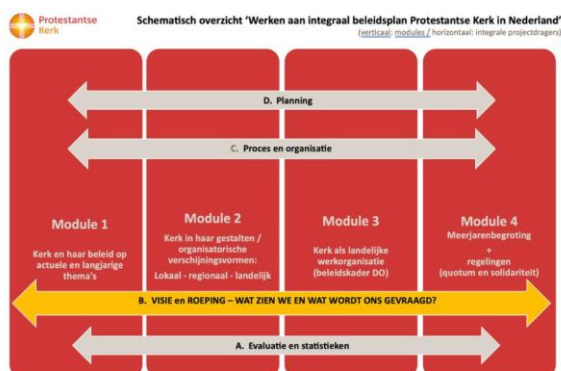 Protestantse
Kerk
Schematisch overzicht 'Werken aan integraal beleidsplan Protestantse Kerk in Nederland'
(verticaal: modules / horizontaal: integrale projectdragers)
D. Planning
C. Proces en organisatie
Module 1
Kerk en haar beleid op
actuele en langjarige
thema's
Module 2
Kerk in haar gestalten /
organisatorische
verschijningsvormen:
Lokaal - regionaal - landelijk
Module 3
Kerk als landelijke
werkorganisatie
(beleidskader DO)
Module 4
Meerjarenbegroting
+
regelingen
(quotum en solidariteit)
B. VISIE en ROEPING – WAT ZIEN WE EN WAT WORDT ONS GEVRAAGD?
A. Evaluatie en statistieken